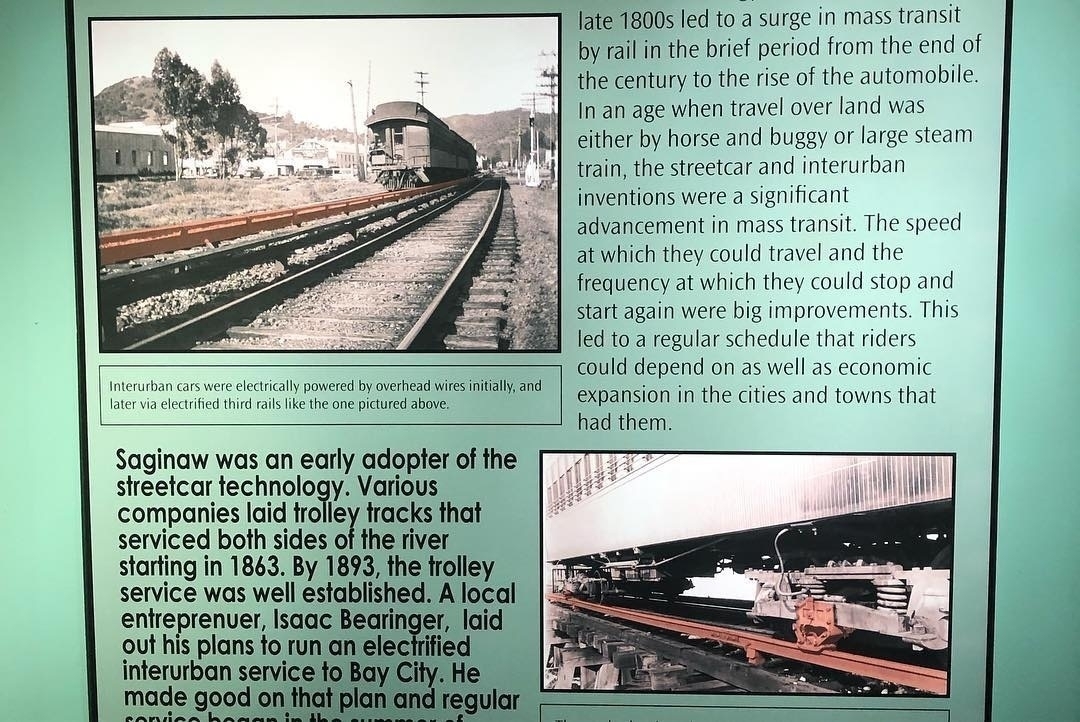 late 1800s led to a surge in mass transit
by rail in the brief period from the end of
the century to the rise of the automobile.
In an age when travel over land was
either by horse and buggy or large steam
train, the streetcar and interurban
inventions were a significant
advancement in mass transit. The speed
at which they could travel and the
frequency at which they could stop and
start again were big improvements. This
led to a regular schedule that riders
could depend on as well as economic
expansion in the cities and towns that
had them.
Interurban cars were electrically powered by overhead wires initially, and
later via electrified third rails like the one pictured above.
Saginaw was an early adopter of the
streetcar technology. Various
companies laid trolley tracks that
serviced both sides of the river
starting in 1863. By 1893, the trolley
service was well established. A local
entreprenuer, Isaac Bearinger, laid
out his plans to run an electrified
interurban service to Bay City. He
made good on that plan and regular
service began in the summer of